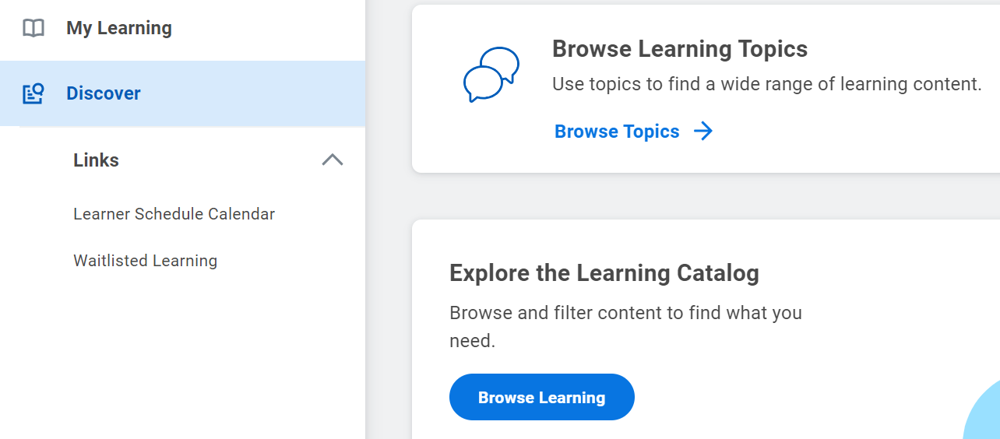 My Learning
Discover
Links
Learner Schedule Calendar
Waitlisted Learning
Browse Learning Topics
Use topics to find a wide range of learning content.
Browse Topics
Explore the Learning Catalog
Browse and filter content to find what you
need.
Browse Learning